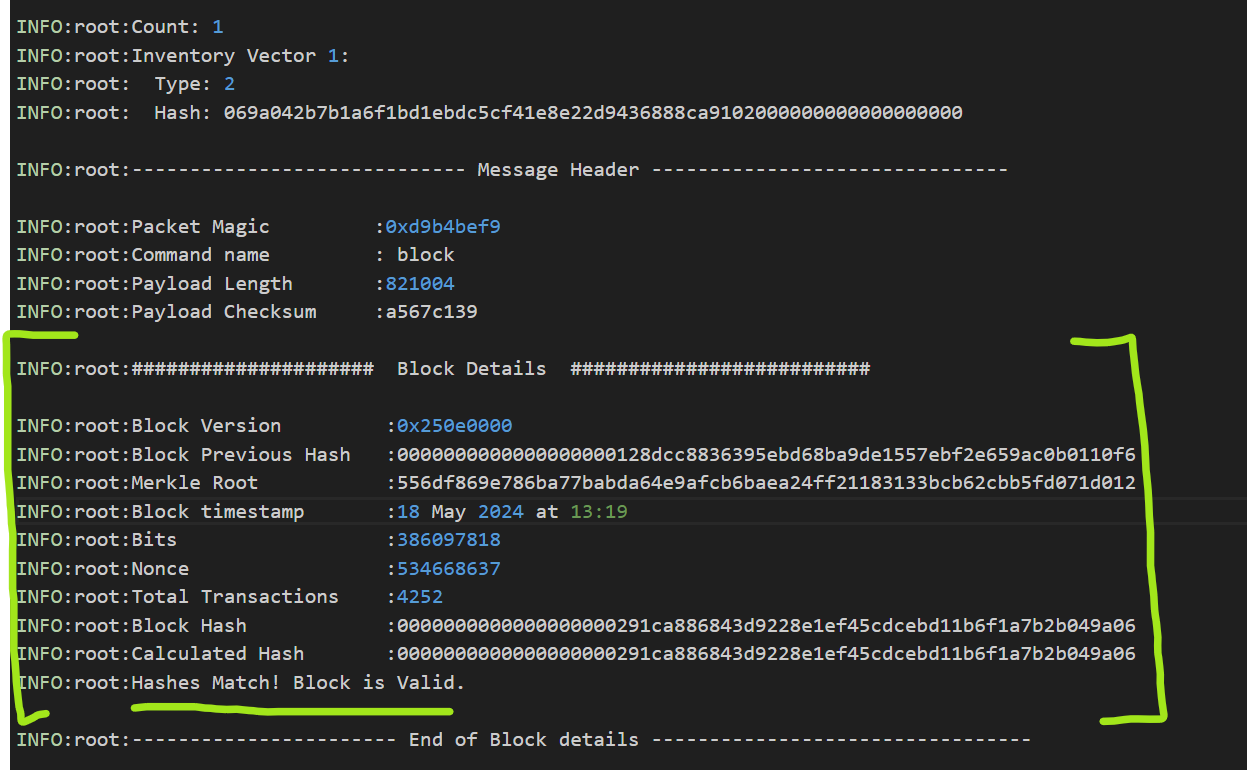 INFO:root:Count: 1
INFO:root:Inventory Vector 1:
INFO:root:  Type: 2
INFO:root:  Hash: 069a042b7b1a6f1bd1ebdc5cf41e8e22d9436888ca9102000000000000000000
INFO:root:----------------------------- Message Header -------------------------------
INFO:root:Packet Magic         :0xd9b4bef9
INFO:root:Command name         : block
INFO:root:Payload Length       :821004
INFO:root:Payload Checksum     :a567c139
INFO:root:#####################  Block Details  ##########################
INFO:root:Block Version         :0x250e0000
INFO:root:Block Previous Hash   :0000000000000000000128dcc8836395ebd68ba9de1557ebf2e659ac0b0110f6
INFO:root:Merkle Root           :556df869e786ba77babda64e9afcb6baea24ff21183133bcb62cbb5fd071d012
INFO:root:Block timestamp       :18 May 2024 at 13:19
INFO:root:Bits                  :386097818
INFO:root:Nonce                 :534668637
INFO:root:Total Transactions    :4252
INFO:root:Block Hash            :0000000000000000000291ca886843d9228e1ef45cdcebd11b6f1a7b2b049a06
INFO:root:Calculated Hash       :0000000000000000000291ca886843d9228e1ef45cdcebd11b6f1a7b2b049a06
INFO:root:Hashes Match! Block is Valid.
INFO:root:----------------------- End of Block details ---------------------------------